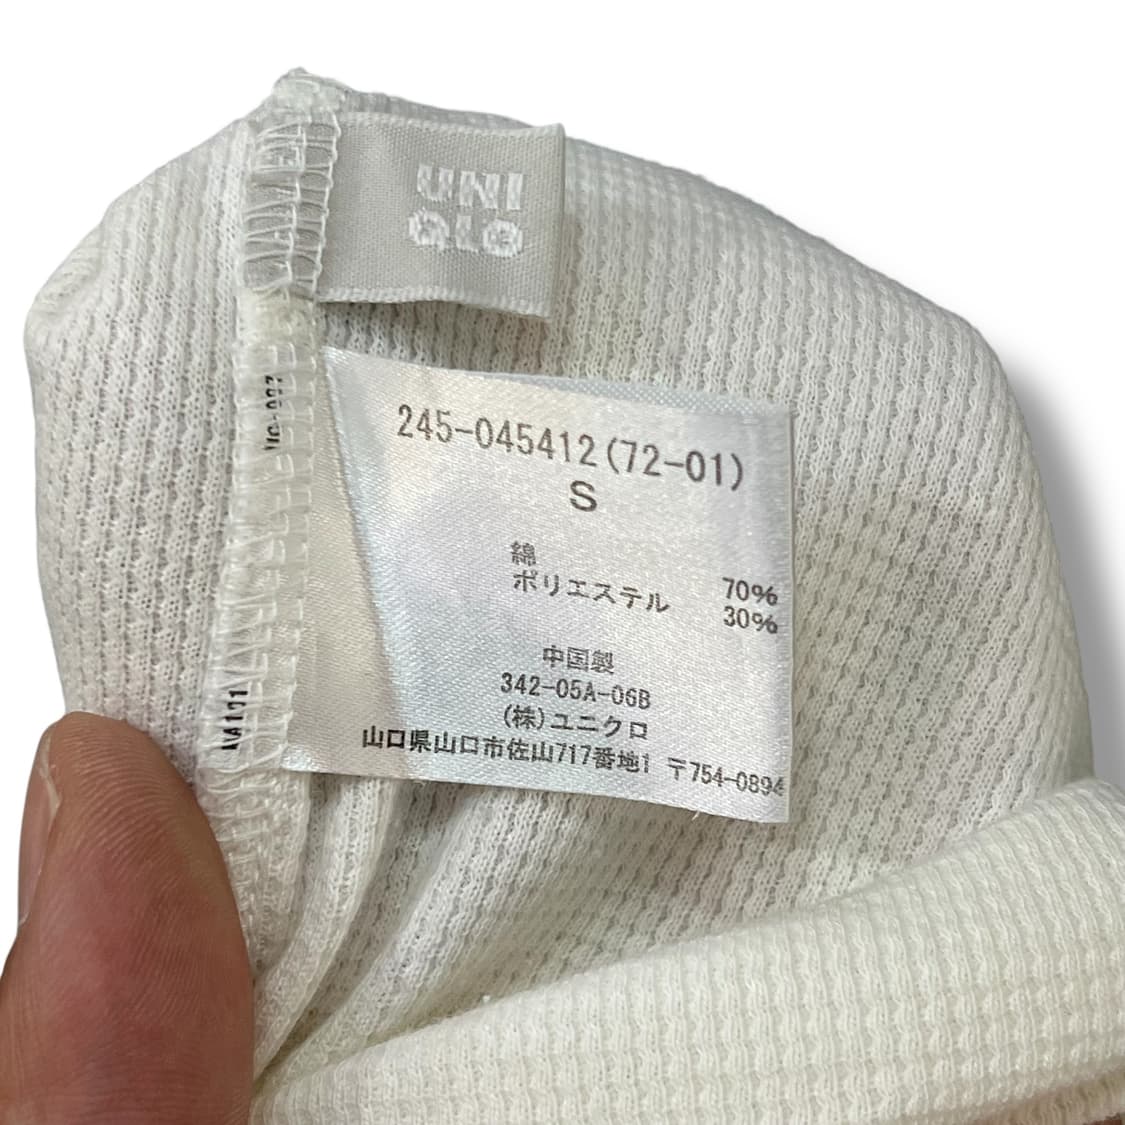 UNI
QLO
245-045412(72-01)
S
綿 70%
ポリエステル 30%
中国製
342-05A-06B
(株)ユニクロ
山口県山口市佐山717番地1 〒754-0894